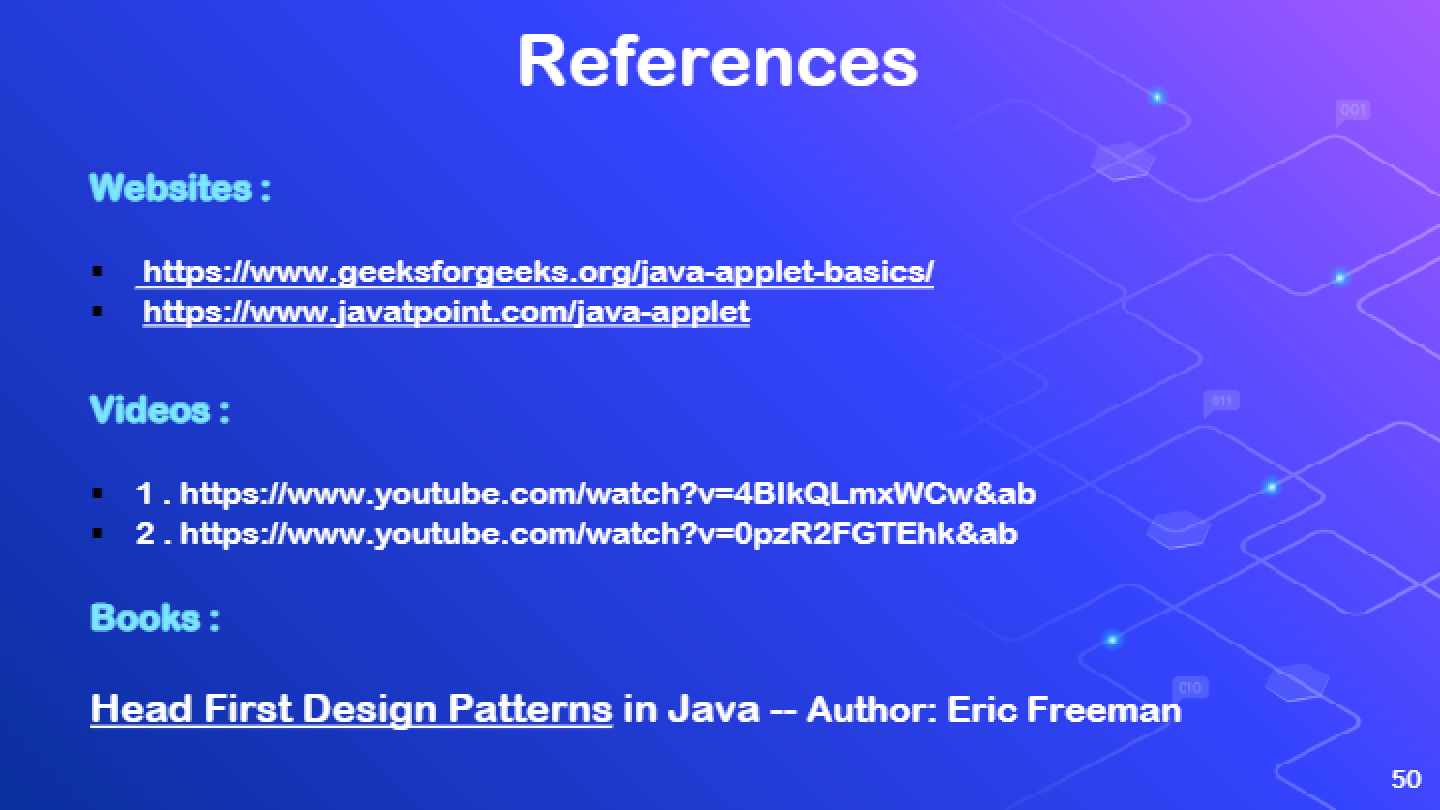 References
001
Websites :
▪ https://www.geeksforgeeks.org/java-applet-basics/
▪ https://www.javatpoint.com/java-applet
Videos :
011
▪ 1 . https://www.youtube.com/watch?v=4BIkQLmxWCw&ab
▪ 2 . https://www.youtube.com/watch?v=0pzR2FGTEhk&ab
Books :
010
Head First Design Patterns in Java -- Author: Eric Freeman
50